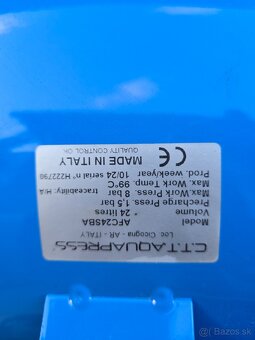 C.T.T. AQUAPRESS
Loc. Cicogna - AR - ITALY
Model AFC24SBA
Volume * 24 litres
Precharge Press. 1,5 bar
Max. Work Press. 8 bar
Max. Work Temp. 99°C traceability: H/A
Prod. week/year 10/24 serial n° H222790
MADE IN ITALY
QUALITY CONTROL OK
CE
bazos.sk